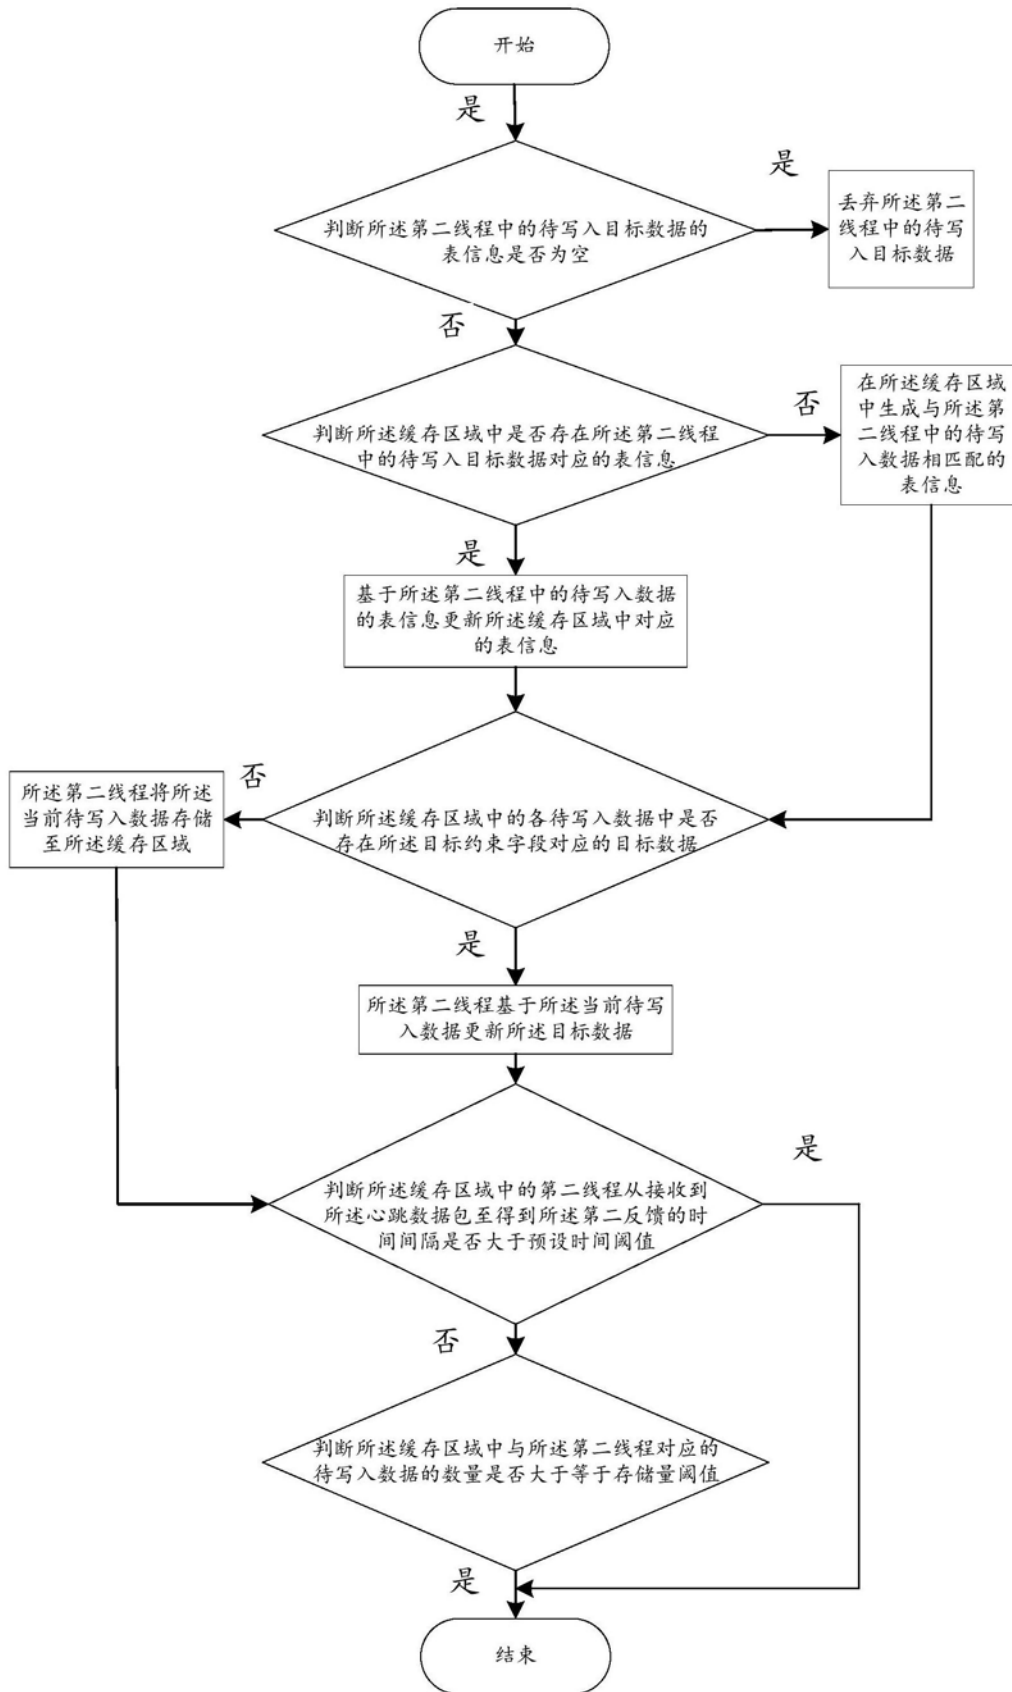 开始
是
判断所述第二线程中的待写入目标数据的
表信息是否为空
是
丢弃所述第二
线程中的待写
入目标数据
否
判断所述缓存区域中是否存在所述第二线程
中的待写入目标数据对应的表信息
否
在所述缓存区域
中生成与所述第
二线程中的待写
入数据相匹配的
表信息
是
基于所述第二线程中的待写入数据
的表信息更新所述缓存区域中对应
的表信息
判断所述缓存区域中的各待写入数据中是否
存在所述目标约束字段对应的目标数据
否
所述第二线程将所述
当前待写入数据存储
至所述缓存区域
是
所述第二线程基于所述当前待写
入数据更新所述目标数据
判断所述缓存区域中的第二线程从接收到
所述心跳数据包至得到所述第二反馈的时
间间隔是否大于预设时间阈值
是
否
判断所述缓存区域中与所述第二线程对应的
待写入数据的数量是否大于等于存储量阈值
是
结束